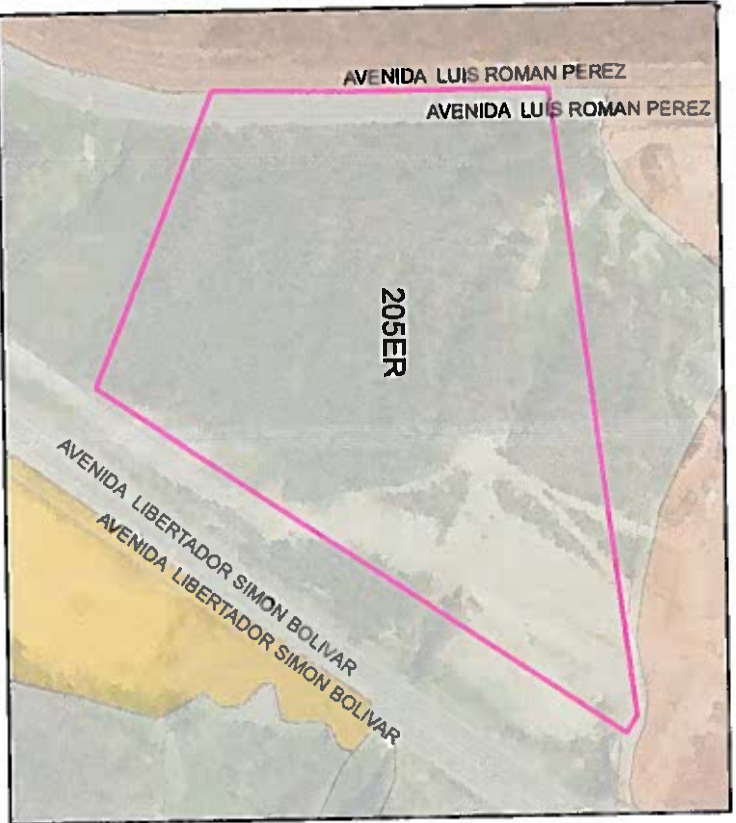 AVENIDA LUIS ROMAN PEREZ
AVENIDA LUIS ROMAN PEREZ
205ER
AVENIDA LIBERTADOR SIMON BOLIVAR
AVENIDA LIBERTADOR SIMON BOLIVAR